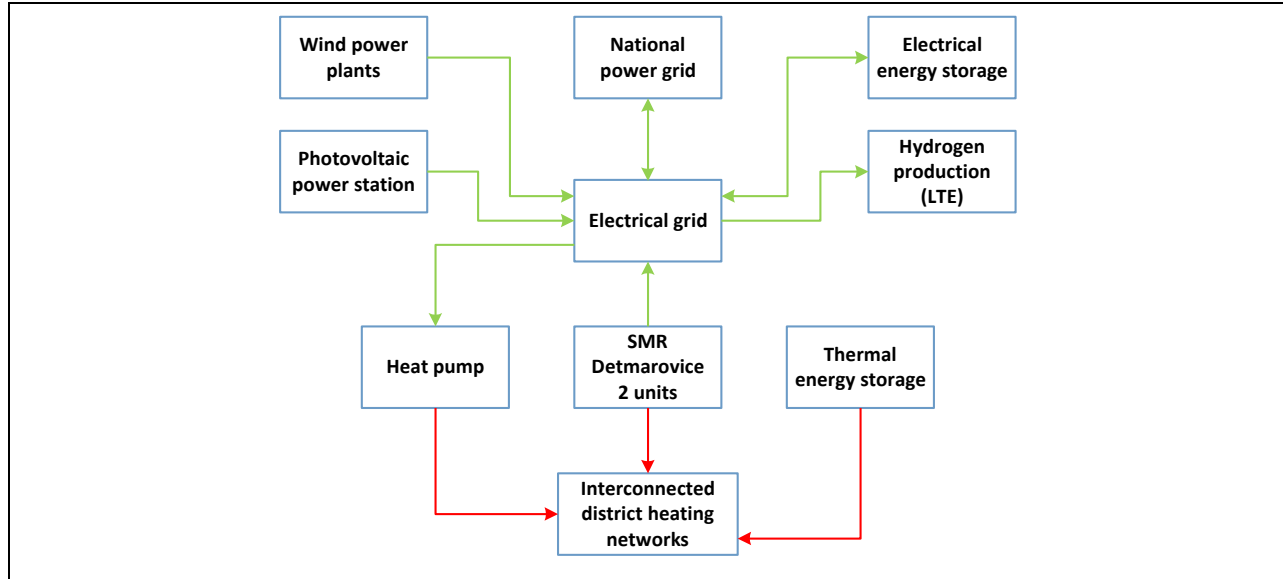 Wind power
plants
National
power grid
Electrical
energy storage
Photovoltaic
power station
Hydrogen
production
(LTE)
Electrical grid
Heat pump
SMR
Detmarovice
2 units
Thermal
energy storage
Interconnected
district heating
networks